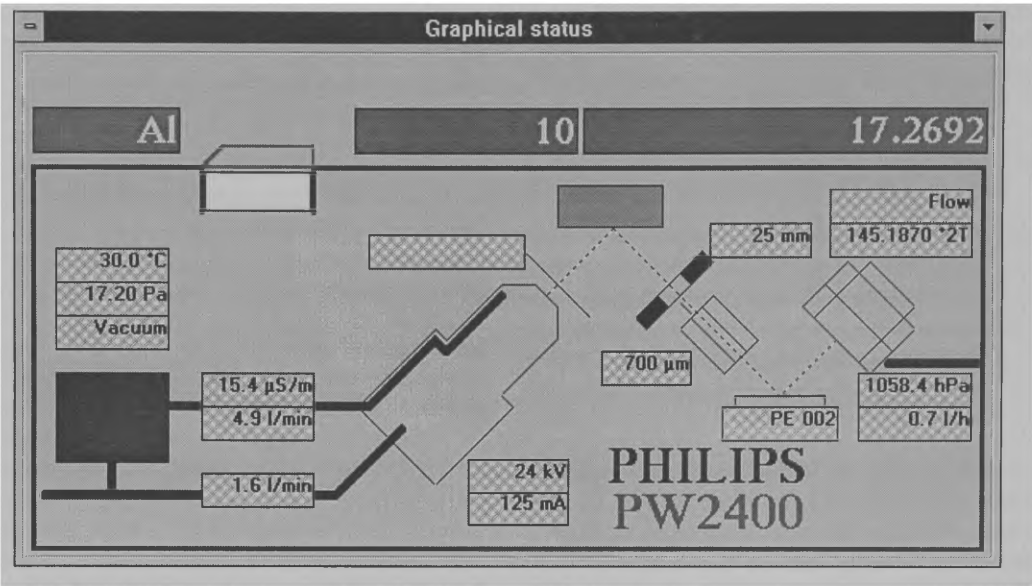 Graphical status
Al 10 17.2692
Flow
25 mm 145.1870 °2T
30.0 °C
17.20 Pa
Vacuum
700 µm
15.4 µS/m 1058.4 hPa
4.9 l/min PE 002 0.7 l/h
24 kV PHILIPS
1.6 l/min
125 mA PW2400